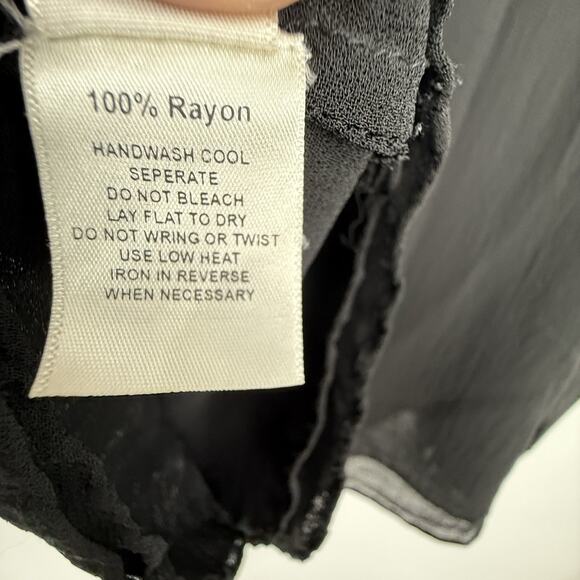 100% Rayon
HANDWASH COOL
SEPERATE
DO NOT BLEACH
LAY FLAT TO DRY
DO NOT WRING OR TWIST
USE LOW HEAT
IRON IN REVERSE
WHEN NECESSARY